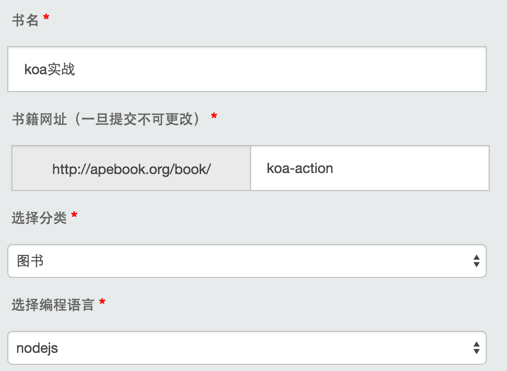 书名 *
koa实战
书籍网址（一旦提交不可更改） *
http://apebook.org/book/ koa-action
选择分类 *
图书
选择编程语言 *
nodejs